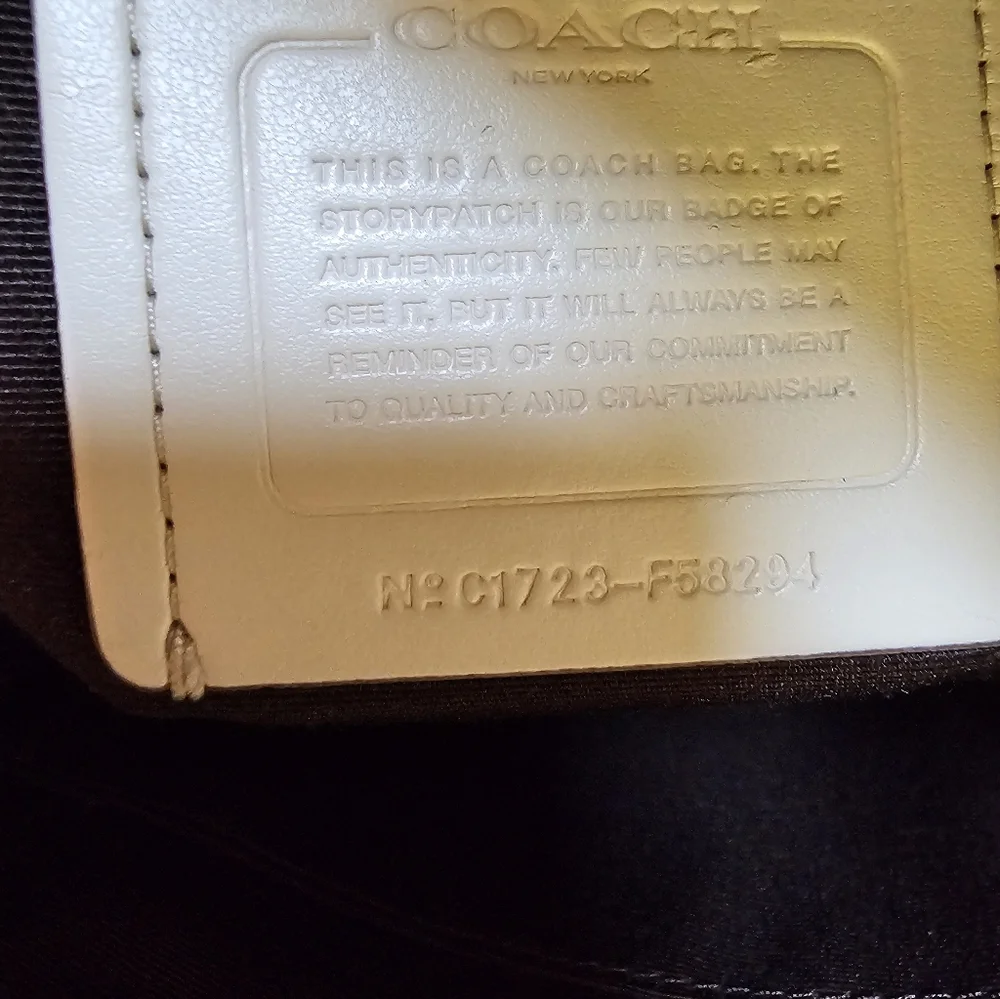 COACH
NEW YORK
THIS IS A COACH BAG. THE
STORYPATCH IS OUR BADGE OF
AUTHENTICITY. FEW PEOPLE MAY
SEE IT. BUT IT WILL ALWAYS BE A
REMINDER OF OUR COMMITMENT
TO QUALITY AND CRAFTSMANSHIP.
Nº C1723-F58294